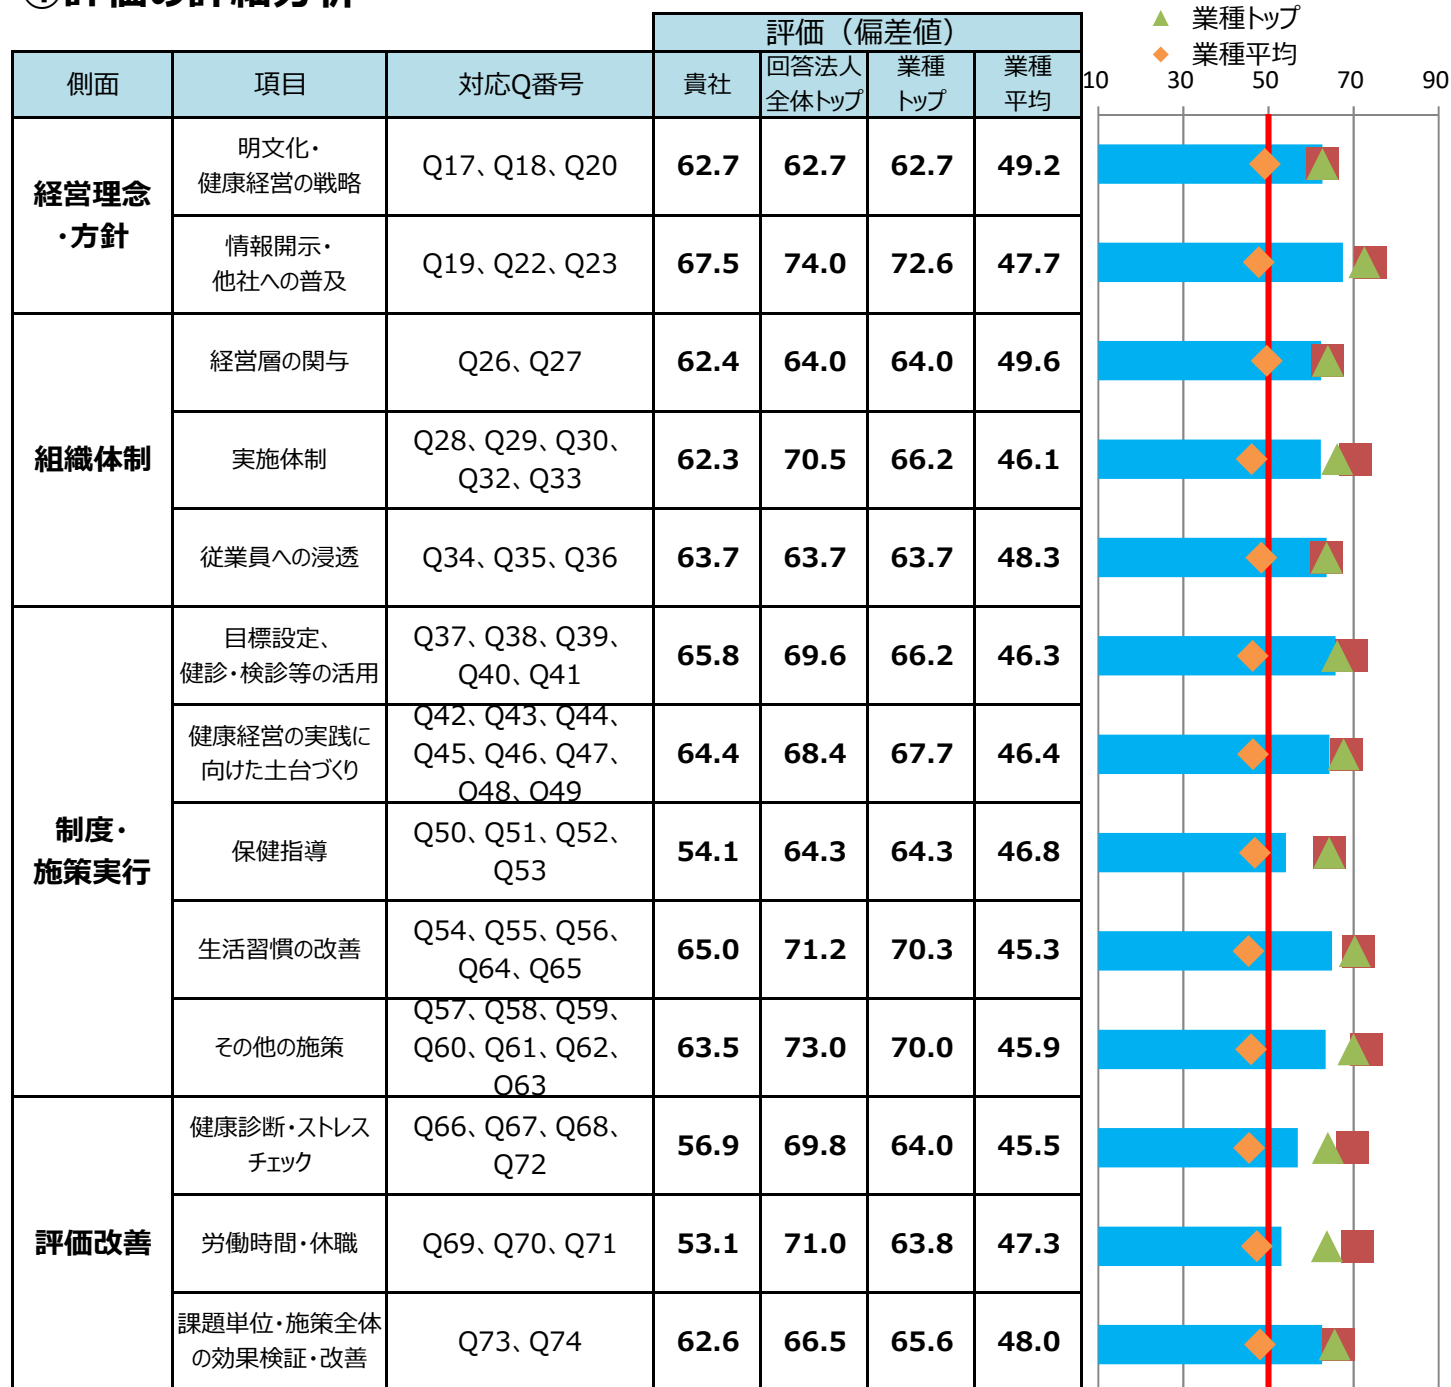 ①評価の詳細分析
業種トップ
業種平均
評価（偏差値）
側面 項目 対応Q番号 貴社 回答法人 業種 業種
全体トップ トップ 平均
10 30 50 70 90
経営理念
・方針
明文化・
健康経営の戦略
Q17、Q18、Q20 62.7 62.7 62.7 49.2
情報開示・
他社への普及
Q19、Q22、Q23 67.5 74.0 72.6 47.7
組織体制
経営層の関与 Q26、Q27 62.4 64.0 64.0 49.6
実施体制
Q28、Q29、Q30、
Q32、Q33
62.3 70.5 66.2 46.1
従業員への浸透 Q34、Q35、Q36 63.7 63.7 63.7 48.3
制度・
施策実行
目標設定、
健診・検診等の活用
Q37、Q38、Q39、
Q40、Q41
65.8 69.6 66.2 46.3
健康経営の実践に
向けた土台づくり
Q42、Q43、Q44、
Q45、Q46、Q47、
Q48、Q49
64.4 68.4 67.7 46.4
保健指導
Q50、Q51、Q52、
Q53
54.1 64.3 64.3 46.8
生活習慣の改善
Q54、Q55、Q56、
Q64、Q65
65.0 71.2 70.3 45.3
その他の施策
Q57、Q58、Q59、
Q60、Q61、Q62、
Q63
63.5 73.0 70.0 45.9
評価改善
健康診断・ストレス
チェック
Q66、Q67、Q68、
Q72
56.9 69.8 64.0 45.5
労働時間・休職 Q69、Q70、Q71 53.1 71.0 63.8 47.3
課題単位・施策全体
の効果検証・改善
Q73、Q74 62.6 66.5 65.6 48.0